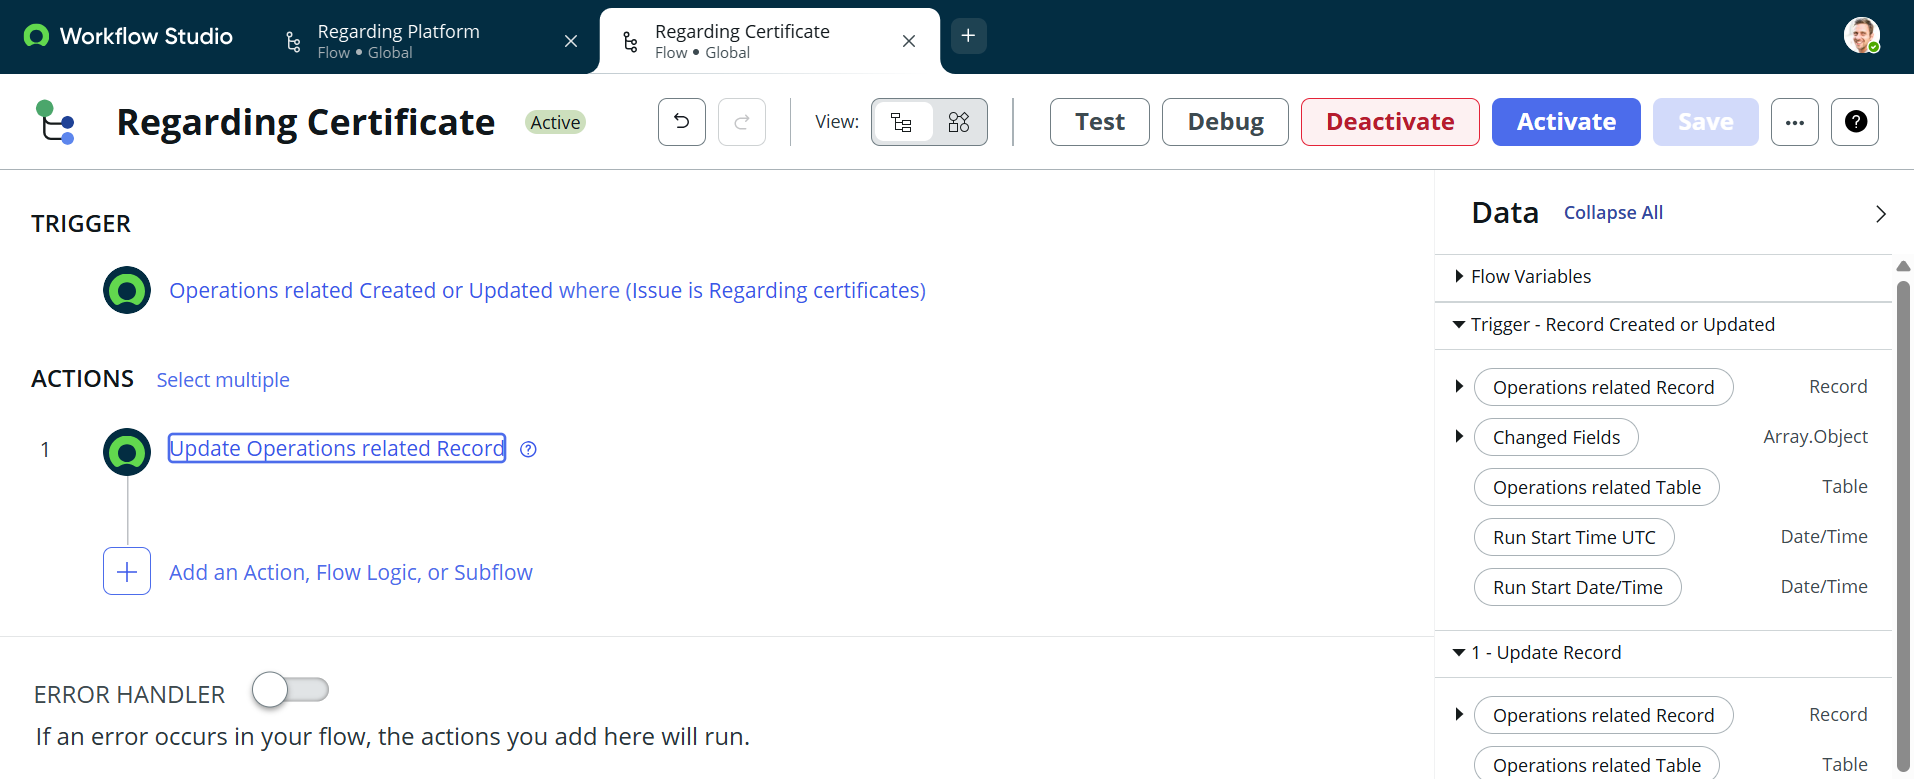 Workflow Studio
Regarding Platform
Flow • Global
Regarding Certificate
Flow • Global
Regarding Certificate
Active
View:
Test
Debug
Deactivate
Activate
Save
TRIGGER
Operations related Created or Updated where (Issue is Regarding certificates)
ACTIONS
Select multiple
1
Update Operations related Record
Add an Action, Flow Logic, or Subflow
ERROR HANDLER
If an error occurs in your flow, the actions you add here will run.
Data
Collapse All
Flow Variables
Trigger - Record Created or Updated
Operations related Record Record
Changed Fields Array.Object
Operations related Table Table
Run Start Time UTC Date/Time
Run Start Date/Time Date/Time
1 - Update Record
Operations related Record Record
Operations related Table Table